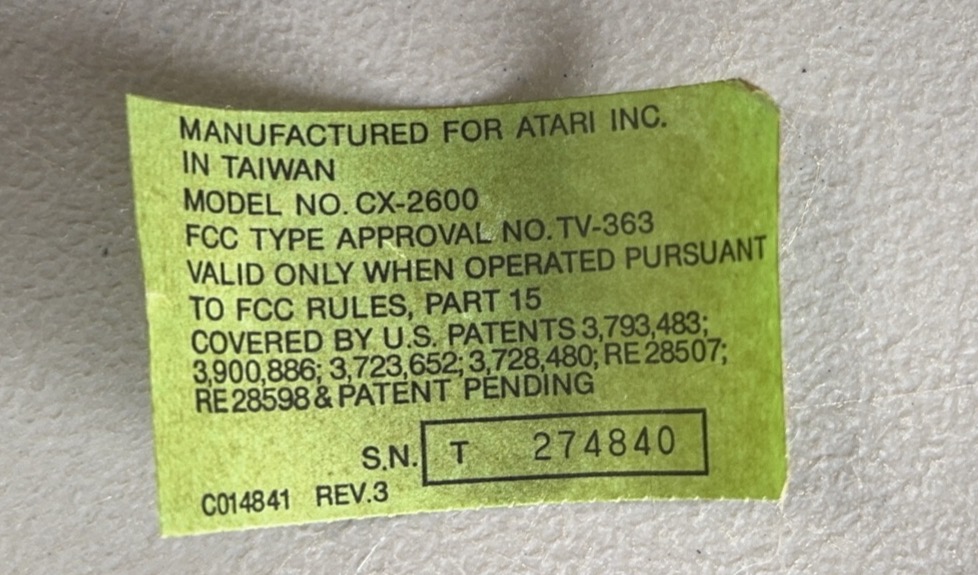 MANUFACTURED FOR ATARI INC.
IN TAIWAN
MODEL NO. CX-2600
FCC TYPE APPROVAL NO. TV-363
VALID ONLY WHEN OPERATED PURSUANT
TO FCC RULES, PART 15
COVERED BY U.S. PATENTS 3,793,483;
3,900,886; 3,723,652; 3,728,480; RE 28507;
RE 28598 & PATENT PENDING
S.N. T 274840
C014841 REV.3